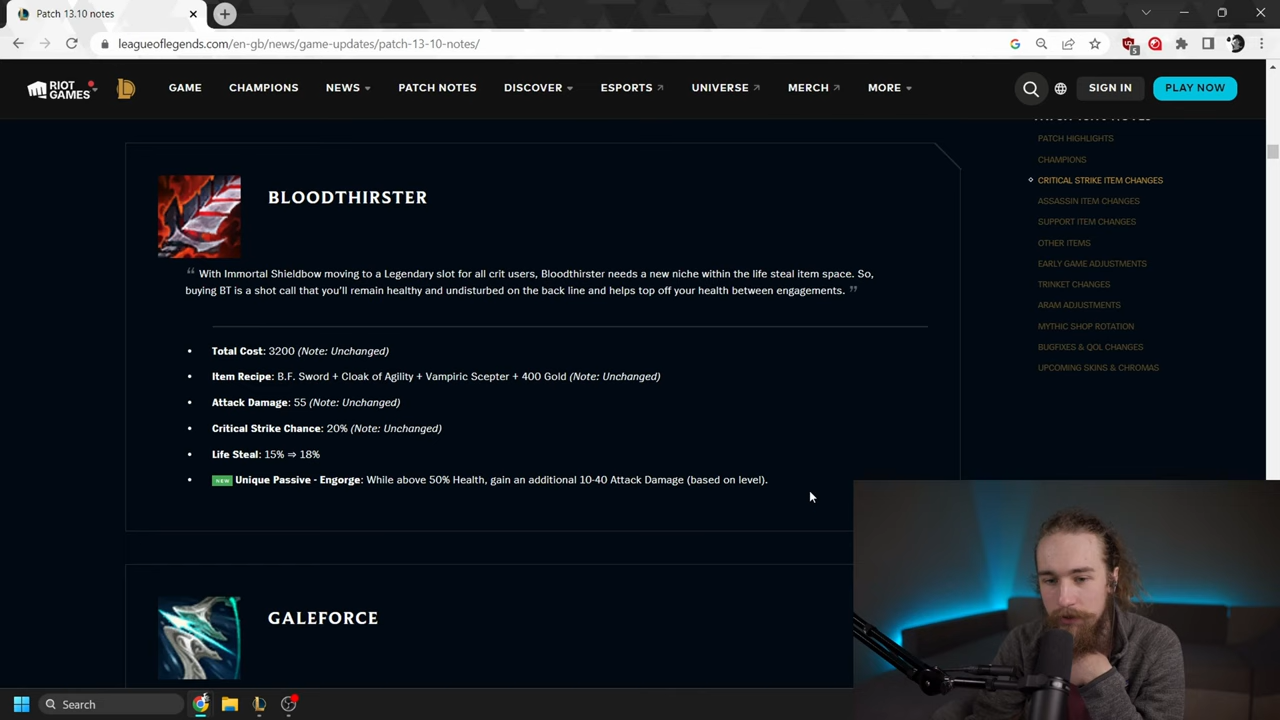 Patch 13.10 notes
leagueoflegends.com/en-gb/news/game-updates/patch-13-10-notes/
5
RIOT GAMES
GAME CHAMPIONS NEWS PATCH NOTES DISCOVER ESPORTS UNIVERSE MERCH MORE SIGN IN PLAY NOW
PATCH HIGHLIGHTS
CHAMPIONS
CRITICAL STRIKE ITEM CHANGES
ASSASSIN ITEM CHANGES
SUPPORT ITEM CHANGES
OTHER ITEMS
EARLY GAME ADJUSTMENTS
TRINKET CHANGES
ARAM ADJUSTMENTS
MYTHIC SHOP ROTATION
BUGFIXES & QOL CHANGES
UPCOMING SKINS & CHROMAS
BLOODTHIRSTER
“ With Immortal Shieldbow moving to a Legendary slot for all crit users, Bloodthirster needs a new niche within the life steal item space. So,
buying BT is a shot call that you’ll remain healthy and undisturbed on the back line and helps top off your health between engagements. ”
• Total Cost: 3200 (Note: Unchanged)
• Item Recipe: B.F. Sword + Cloak of Agility + Vampiric Scepter + 400 Gold (Note: Unchanged)
• Attack Damage: 55 (Note: Unchanged)
• Critical Strike Chance: 20% (Note: Unchanged)
• Life Steal: 15% ⇒ 18%
• NEW Unique Passive - Engorge: While above 50% Health, gain an additional 10-40 Attack Damage (based on level).
GALEFORCE
Search